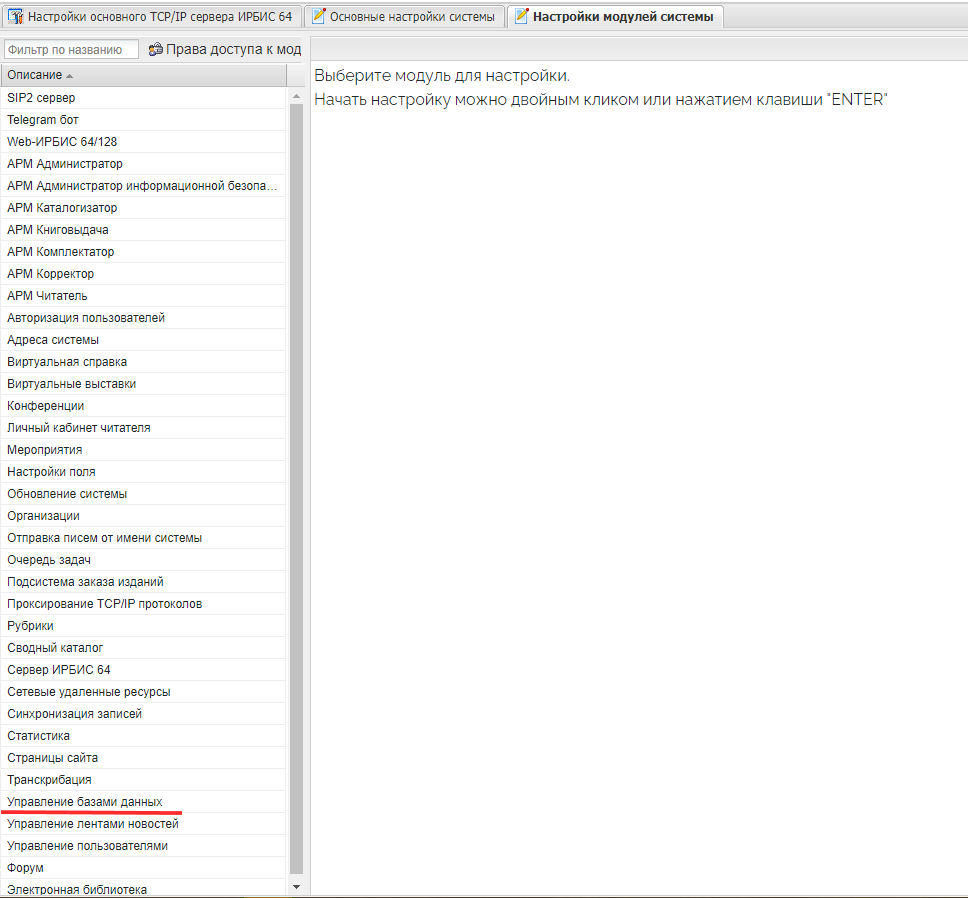 Настройки основного TCP/IP сервера ИРБИС 64
Основные настройки системы
Настройки модулей системы
Фильтр по названию
Права доступа к мод
Описание
Выберите модуль для настройки.
Начать настройку можно двойным кликом или нажатием клавиши "ENTER"
SIP2 сервер
Telegram бот
Web-ИРБИС 64/128
АРМ Администратор
АРМ Администратор информационной безопа...
АРМ Каталогизатор
АРМ Книговыдача
АРМ Комплектатор
АРМ Корректор
АРМ Читатель
Авторизация пользователей
Адреса системы
Виртуальная справка
Виртуальные выставки
Конференции
Личный кабинет читателя
Мероприятия
Настройки поля
Обновление системы
Организации
Отправка писем от имени системы
Очередь задач
Подсистема заказа изданий
Проксирование TCP/IP протоколов
Рубрики
Сводный каталог
Сервер ИРБИС 64
Сетевые удаленные ресурсы
Синхронизация записей
Статистика
Страницы сайта
Транскрибация
Управление базами данных
Управление лентами новостей
Управление пользователями
Форум
Электронная библиотека